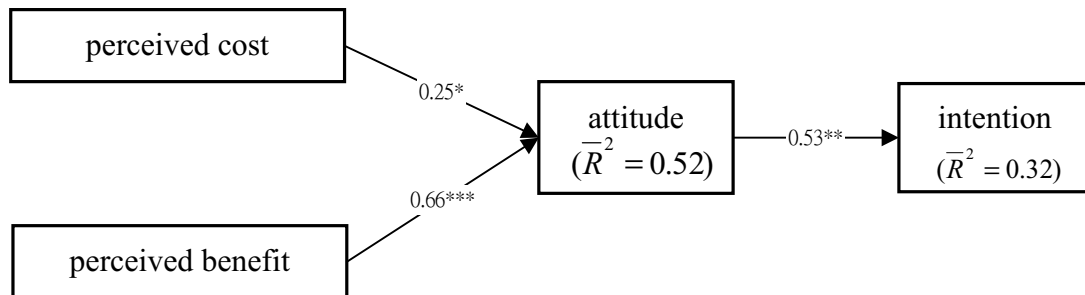 perceived cost
0.25*
attitude
(R̅² = 0.52)
0.53**
intention
(R̅² = 0.32)
0.66***
perceived benefit